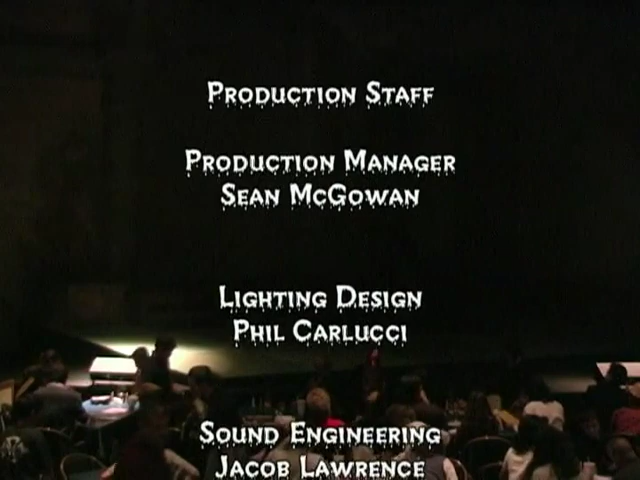 Production Staff
Production Manager
Sean McGowan
Lighting Design
Phil Carlucci
Sound Engineering
Jacob Lawrence